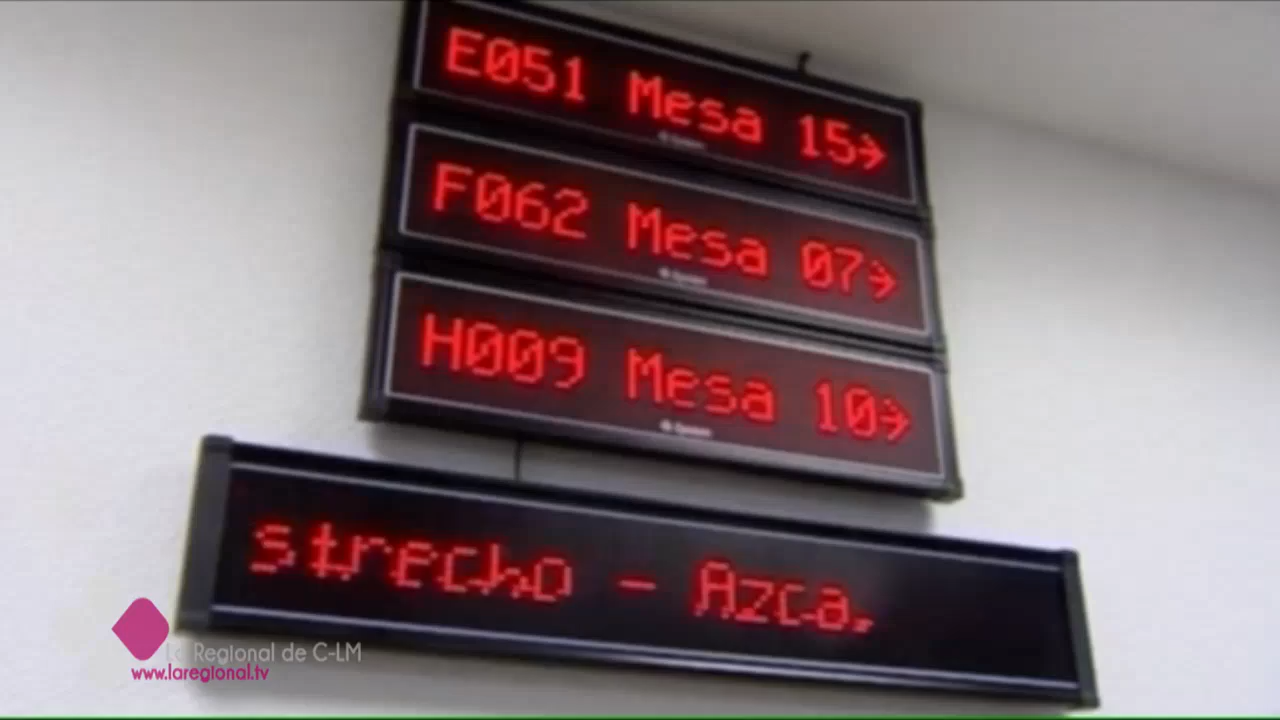 E051 Mesa 15→
F062 Mesa 07→
H009 Mesa 10→
strecho - Azca
La Regional de C-LM
www.laregional.tv